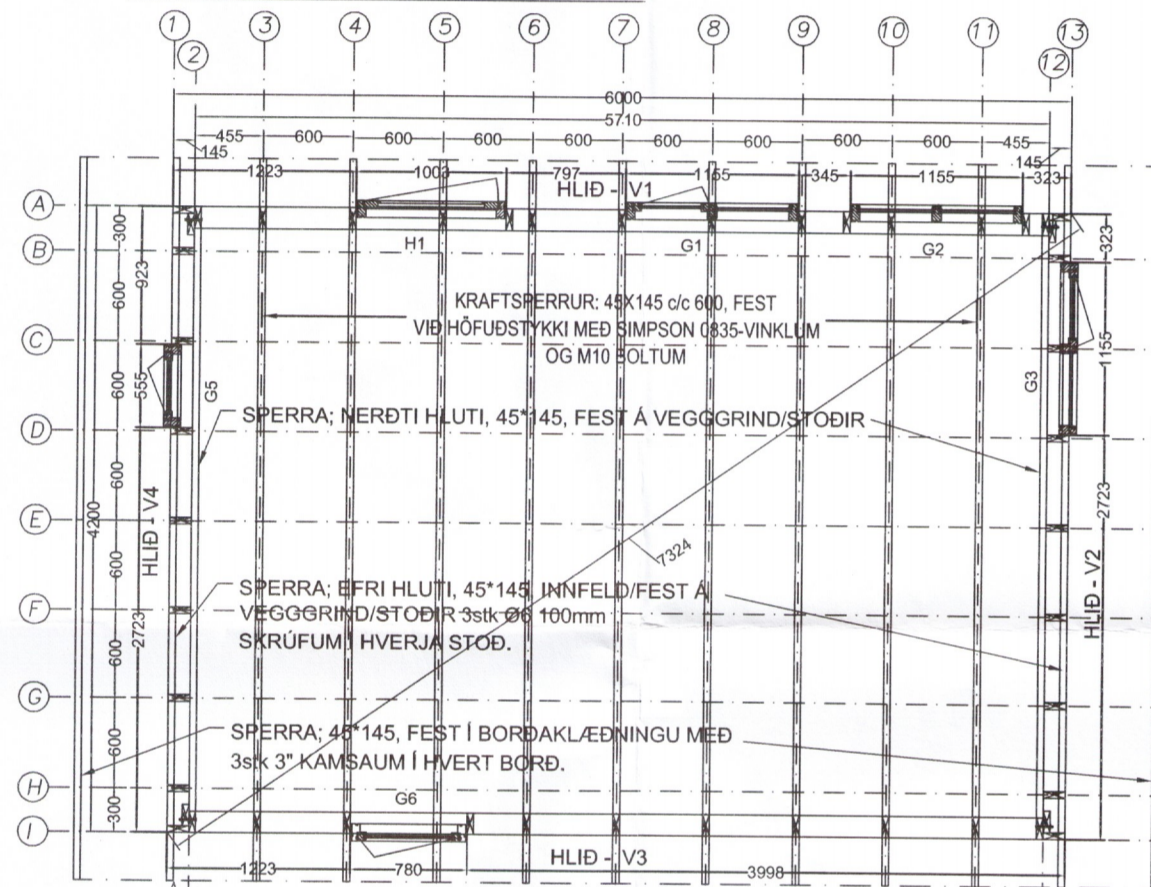 1 3 4 5 6 7 8 9 10 11 13
2 12
6000
5710
455 600 600 600 600 600 600 600 600 455
145 145
1223 1003 797 1155 345 1155 323
HLIÐ - V1
A
H1 G1 G2
300
323
B
923
600
KRAFTSPERRUR: 45X145 c/c 600, FEST
VIÐ HÖFUÐSTYKKI MEÐ SIMPSON 0835-VINKLUM
OG M10 BOLTUM
C
1155
600
555
G5
G3
SPERRA; NERÐTI HLUTI, 45*145, FEST Á VEGGGRIND/STOÐIR
D
600
4200
HLIÐ - V4
2723
E
7324
600
HLIÐ - V2
SPERRA; EFRI HLUTI, 45*145, INNFELD/FEST Á
VEGGGRIND/STOÐIR 3stk Ø6 100mm
SKRÚFUM Í HVERJA STOÐ.
F
2723
600
G
SPERRA; 45*145, FEST Í BORÐAKLÆÐNINGU MEÐ
3stk 3" KAMSAUM Í HVERT BORÐ.
600
H
G6
300
I
HLIÐ - V3
1223 780 3998